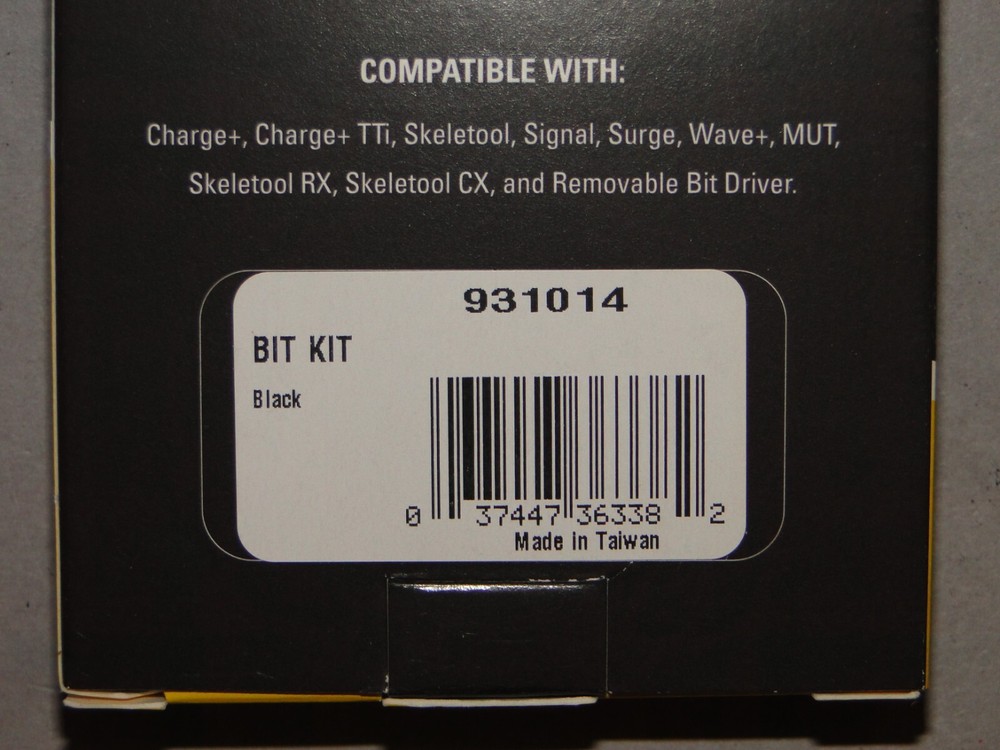 COMPATIBLE WITH:
Charge+, Charge+ TTi, Skeletool, Signal, Surge, Wave+, MUT,
Skeletool RX, Skeletool CX, and Removable Bit Driver.
931014
BIT KIT
Black
0 37447 36338 2
Made in Taiwan